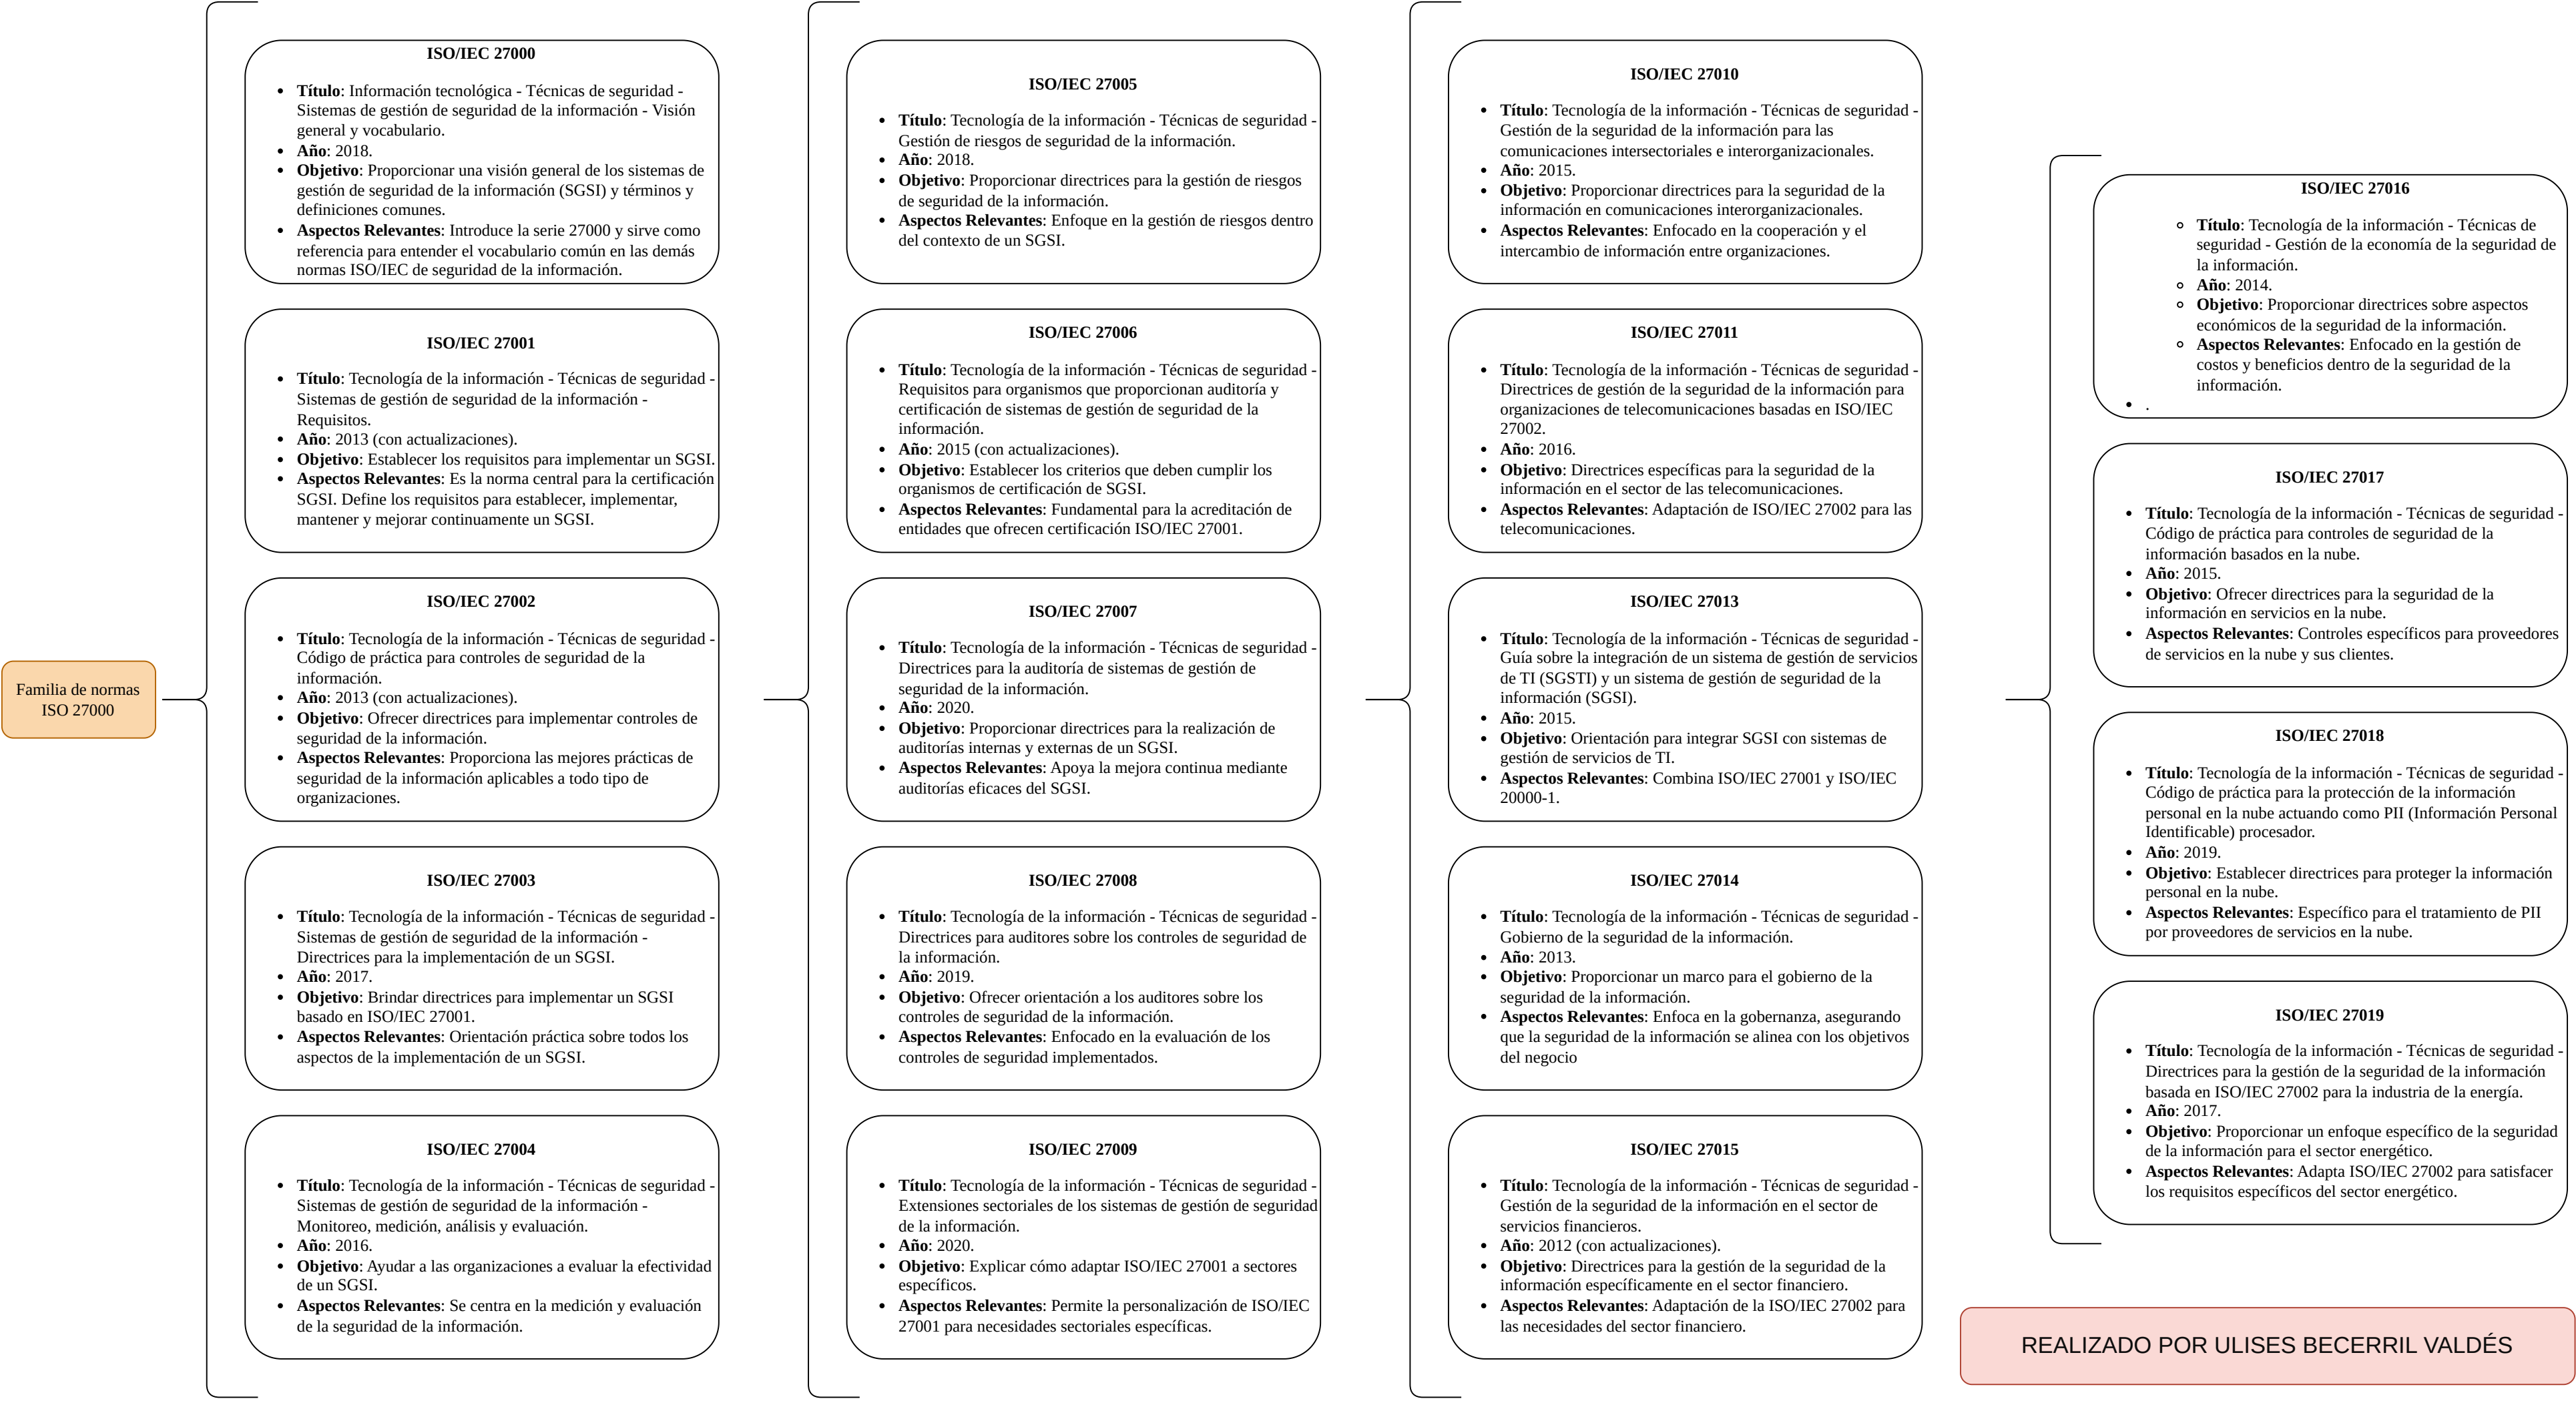 Familia de normas
ISO 27000
ISO/IEC 27000
• Título: Información tecnológica - Técnicas de seguridad -
Sistemas de gestión de seguridad de la información - Visión
general y vocabulario.
• Año: 2018.
• Objetivo: Proporcionar una visión general de los sistemas de
gestión de seguridad de la información (SGSI) y términos y
definiciones comunes.
• Aspectos Relevantes: Introduce la serie 27000 y sirve como
referencia para entender el vocabulario común en las demás
normas ISO/IEC de seguridad de la información.
ISO/IEC 27001
• Título: Tecnología de la información - Técnicas de seguridad -
Sistemas de gestión de seguridad de la información -
Requisitos.
• Año: 2013 (con actualizaciones).
• Objetivo: Establecer los requisitos para implementar un SGSI.
• Aspectos Relevantes: Es la norma central para la certificación
SGSI. Define los requisitos para establecer, implementar,
mantener y mejorar continuamente un SGSI.
ISO/IEC 27002
• Título: Tecnología de la información - Técnicas de seguridad -
Código de práctica para controles de seguridad de la
información.
• Año: 2013 (con actualizaciones).
• Objetivo: Ofrecer directrices para implementar controles de
seguridad de la información.
• Aspectos Relevantes: Proporciona las mejores prácticas de
seguridad de la información aplicables a todo tipo de
organizaciones.
ISO/IEC 27003
• Título: Tecnología de la información - Técnicas de seguridad -
Sistemas de gestión de seguridad de la información -
Directrices para la implementación de un SGSI.
• Año: 2017.
• Objetivo: Brindar directrices para implementar un SGSI
basado en ISO/IEC 27001.
• Aspectos Relevantes: Orientación práctica sobre todos los
aspectos de la implementación de un SGSI.
ISO/IEC 27004
• Título: Tecnología de la información - Técnicas de seguridad -
Sistemas de gestión de seguridad de la información -
Monitoreo, medición, análisis y evaluación.
• Año: 2016.
• Objetivo: Ayudar a las organizaciones a evaluar la efectividad
de un SGSI.
• Aspectos Relevantes: Se centra en la medición y evaluación
de la seguridad de la información.
ISO/IEC 27005
• Título: Tecnología de la información - Técnicas de seguridad -
Gestión de riesgos de seguridad de la información.
• Año: 2018.
• Objetivo: Proporcionar directrices para la gestión de riesgos
de seguridad de la información.
• Aspectos Relevantes: Enfoque en la gestión de riesgos dentro
del contexto de un SGSI.
ISO/IEC 27006
• Título: Tecnología de la información - Técnicas de seguridad -
Requisitos para organismos que proporcionan auditoría y
certificación de sistemas de gestión de seguridad de la
información.
• Año: 2015 (con actualizaciones).
• Objetivo: Establecer los criterios que deben cumplir los
organismos de certificación de SGSI.
• Aspectos Relevantes: Fundamental para la acreditación de
entidades que ofrecen certificación ISO/IEC 27001.
ISO/IEC 27007
• Título: Tecnología de la información - Técnicas de seguridad -
Directrices para la auditoría de sistemas de gestión de
seguridad de la información.
• Año: 2020.
• Objetivo: Proporcionar directrices para la realización de
auditorías internas y externas de un SGSI.
• Aspectos Relevantes: Apoya la mejora continua mediante
auditorías eficaces del SGSI.
ISO/IEC 27008
• Título: Tecnología de la información - Técnicas de seguridad -
Directrices para auditores sobre los controles de seguridad de
la información.
• Año: 2019.
• Objetivo: Ofrecer orientación a los auditores sobre los
controles de seguridad de la información.
• Aspectos Relevantes: Enfocado en la evaluación de los
controles de seguridad implementados.
ISO/IEC 27009
• Título: Tecnología de la información - Técnicas de seguridad -
Extensiones sectoriales de los sistemas de gestión de seguridad
de la información.
• Año: 2020.
• Objetivo: Explicar cómo adaptar ISO/IEC 27001 a sectores
específicos.
• Aspectos Relevantes: Permite la personalización de ISO/IEC
27001 para necesidades sectoriales específicas.
ISO/IEC 27010
• Título: Tecnología de la información - Técnicas de seguridad -
Gestión de la seguridad de la información para las
comunicaciones intersectoriales e interorganizacionales.
• Año: 2015.
• Objetivo: Proporcionar directrices para la seguridad de la
información en comunicaciones interorganizacionales.
• Aspectos Relevantes: Enfocado en la cooperación y el
intercambio de información entre organizaciones.
ISO/IEC 27011
• Título: Tecnología de la información - Técnicas de seguridad -
Directrices de gestión de la seguridad de la información para
organizaciones de telecomunicaciones basadas en ISO/IEC
27002.
• Año: 2016.
• Objetivo: Directrices específicas para la seguridad de la
información en el sector de las telecomunicaciones.
• Aspectos Relevantes: Adaptación de ISO/IEC 27002 para las
telecomunicaciones.
ISO/IEC 27013
• Título: Tecnología de la información - Técnicas de seguridad -
Guía sobre la integración de un sistema de gestión de servicios
de TI (SGSTI) y un sistema de gestión de seguridad de la
información (SGSI).
• Año: 2015.
• Objetivo: Orientación para integrar SGSI con sistemas de
gestión de servicios de TI.
• Aspectos Relevantes: Combina ISO/IEC 27001 y ISO/IEC
20000-1.
ISO/IEC 27014
• Título: Tecnología de la información - Técnicas de seguridad -
Gobierno de la seguridad de la información.
• Año: 2013.
• Objetivo: Proporcionar un marco para el gobierno de la
seguridad de la información.
• Aspectos Relevantes: Enfoca en la gobernanza, asegurando
que la seguridad de la información se alinea con los objetivos
del negocio
ISO/IEC 27015
• Título: Tecnología de la información - Técnicas de seguridad -
Gestión de la seguridad de la información en el sector de
servicios financieros.
• Año: 2012 (con actualizaciones).
• Objetivo: Directrices para la gestión de la seguridad de la
información específicamente en el sector financiero.
• Aspectos Relevantes: Adaptación de la ISO/IEC 27002 para
las necesidades del sector financiero.
ISO/IEC 27016
◦ Título: Tecnología de la información - Técnicas de
seguridad - Gestión de la economía de la seguridad de
la información.
◦ Año: 2014.
◦ Objetivo: Proporcionar directrices sobre aspectos
económicos de la seguridad de la información.
◦ Aspectos Relevantes: Enfocado en la gestión de
costos y beneficios dentro de la seguridad de la
información.
• .
ISO/IEC 27017
• Título: Tecnología de la información - Técnicas de seguridad -
Código de práctica para controles de seguridad de la
información basados en la nube.
• Año: 2015.
• Objetivo: Ofrecer directrices para la seguridad de la
información en servicios en la nube.
• Aspectos Relevantes: Controles específicos para proveedores
de servicios en la nube y sus clientes.
ISO/IEC 27018
• Título: Tecnología de la información - Técnicas de seguridad -
Código de práctica para la protección de la información
personal en la nube actuando como PII (Información Personal
Identificable) procesador.
• Año: 2019.
• Objetivo: Establecer directrices para proteger la información
personal en la nube.
• Aspectos Relevantes: Específico para el tratamiento de PII
por proveedores de servicios en la nube.
ISO/IEC 27019
• Título: Tecnología de la información - Técnicas de seguridad -
Directrices para la gestión de la seguridad de la información
basada en ISO/IEC 27002 para la industria de la energía.
• Año: 2017.
• Objetivo: Proporcionar un enfoque específico de la seguridad
de la información para el sector energético.
• Aspectos Relevantes: Adapta ISO/IEC 27002 para satisfacer
los requisitos específicos del sector energético.
REALIZADO POR ULISES BECERRIL VALDÉS